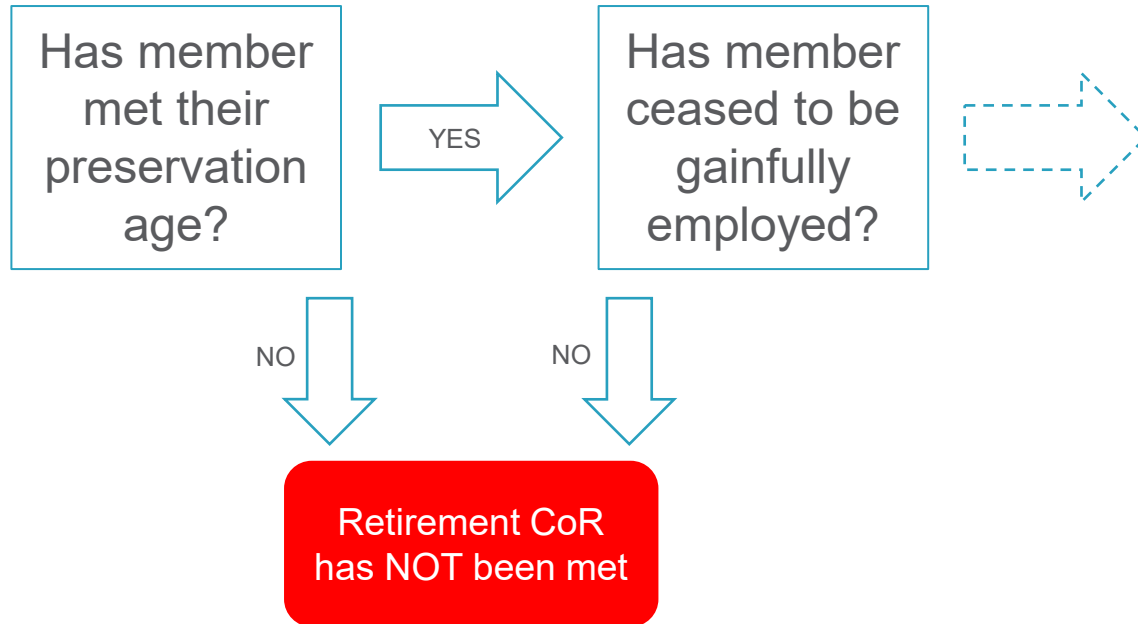 Has member
met their
preservation
age?
YES
Has member
ceased to be
gainfully
employed?
NO
NO
Retirement CoR
has NOT been met